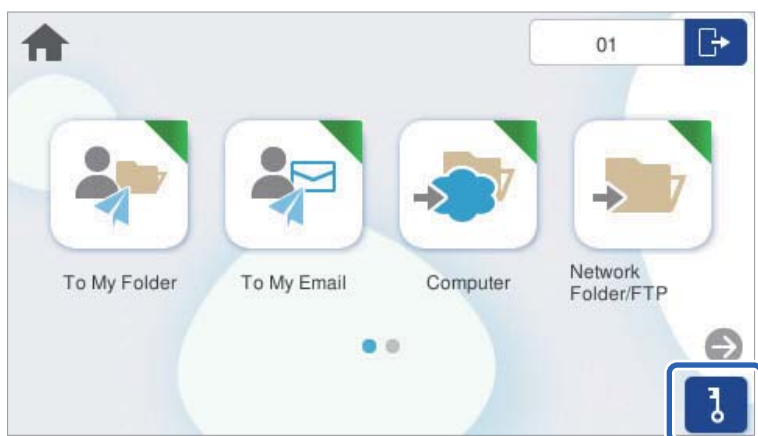 01
To My Folder
To My Email
Computer
Network
Folder/FTP